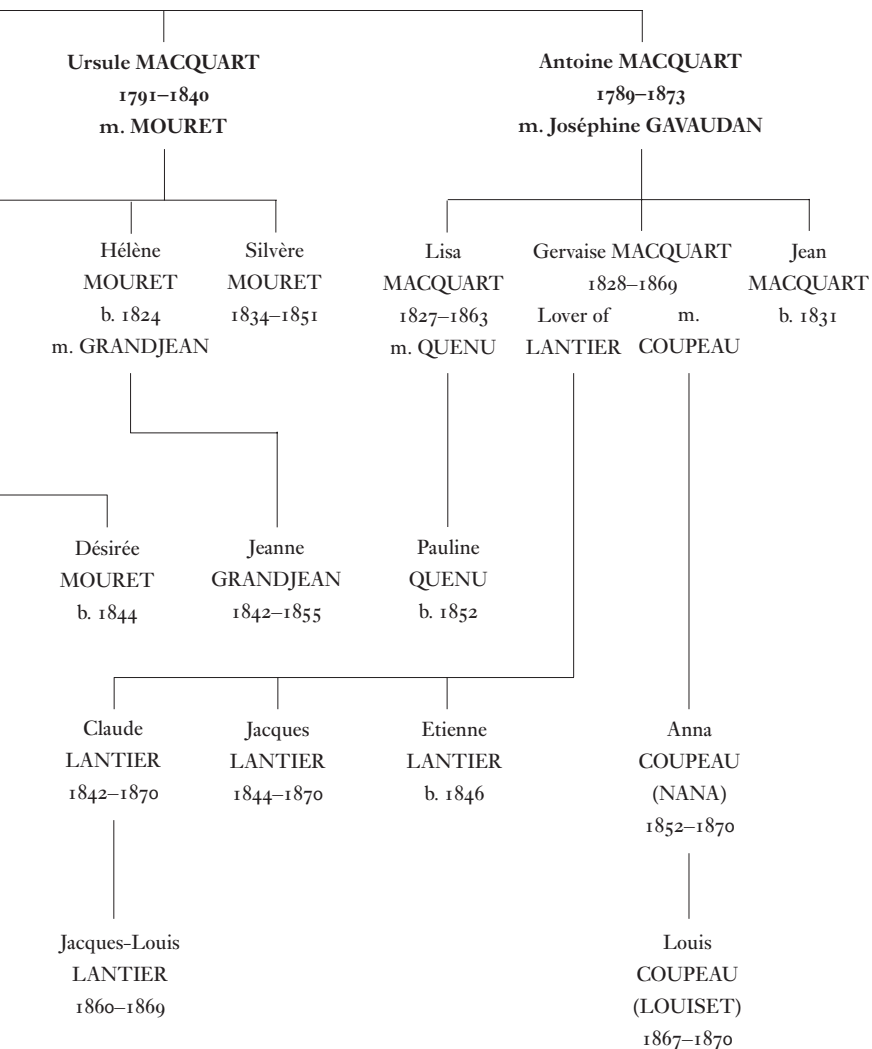 Ursule MACQUART
1791–1840
m. MOURET
Antoine MACQUART
1789–1873
m. Joséphine GAVAUDAN
Hélène
MOURET
b. 1824
m. GRANDJEAN
Silvère
MOURET
1834–1851
Lisa
MACQUART
1827–1863
m. QUENU
Gervaise MACQUART
1828–1869
Lover of
LANTIER
m.
COUPEAU
Jean
MACQUART
b. 1831
Désirée
MOURET
b. 1844
Jeanne
GRANDJEAN
1842–1855
Pauline
QUENU
b. 1852
Claude
LANTIER
1842–1870
Jacques
LANTIER
1844–1870
Etienne
LANTIER
b. 1846
Anna
COUPEAU
(NANA)
1852–1870
Jacques-Louis
LANTIER
1860–1869
Louis
COUPEAU
(LOUISET)
1867–1870